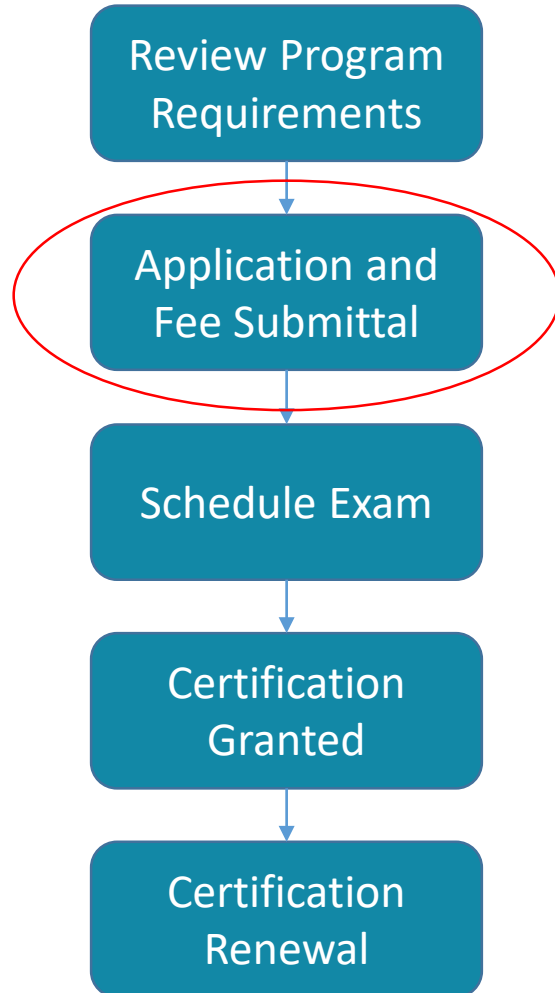 Review Program
Requirements
Application and
Fee Submittal
Schedule Exam
Certification
Granted
Certification
Renewal